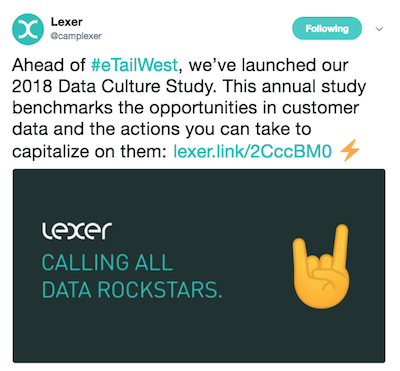 Lexer
@camplexer
Following
Ahead of #eTailWest, we've launched our
2018 Data Culture Study. This annual study
benchmarks the opportunities in customer
data and the actions you can take to
capitalize on them: lexer.link/2CccBM0 ⚡
Lexer
CALLING ALL
DATA ROCKSTARS.